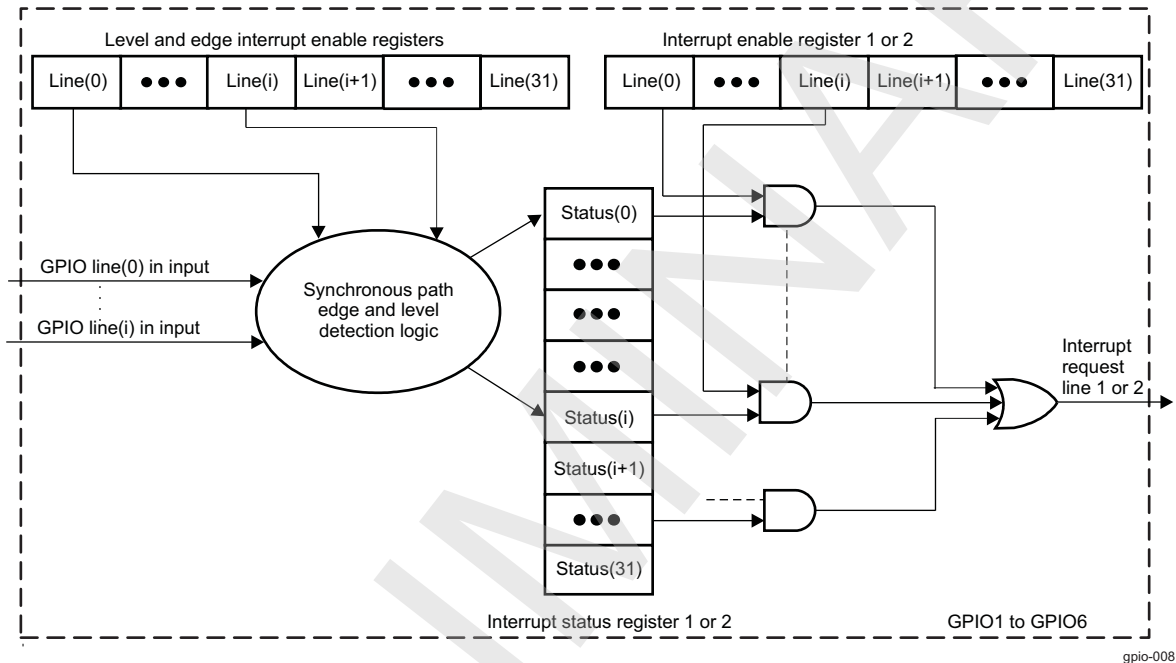 Level and edge interrupt enable registers
Interrupt enable register 1 or 2
Line(0) ●●● Line(i) Line(i+1) ●●● Line(31)
Line(0) ●●● Line(i) Line(i+1) ●●● Line(31)
GPIO line(0) in input
GPIO line(i) in input
Synchronous path
edge and level
detection logic
Status(0)
●●●
●●●
●●●
Status(i)
Status(i+1)
●●●
Status(31)
Interrupt
request
line 1 or 2
Interrupt status register 1 or 2
GPIO1 to GPIO6
gpio-008